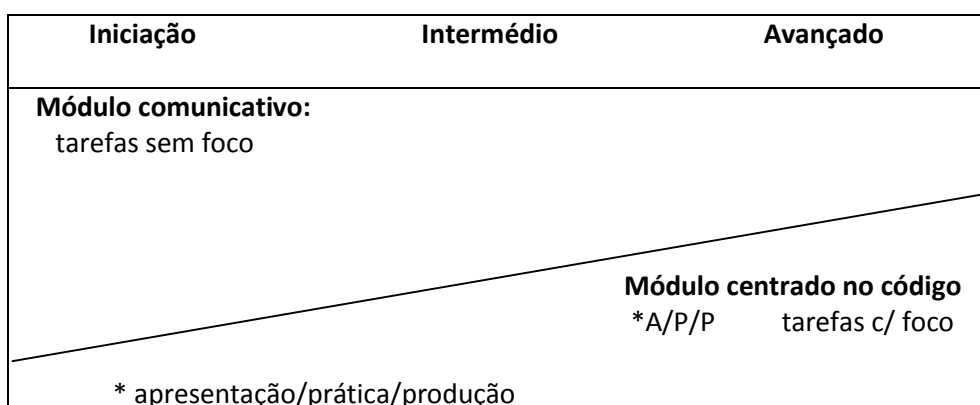 Iniciação Intermédio Avançado
Módulo comunicativo:
tarefas sem foco
Módulo centrado no código
*A/P/P tarefas c/ foco
* apresentação/prática/produção